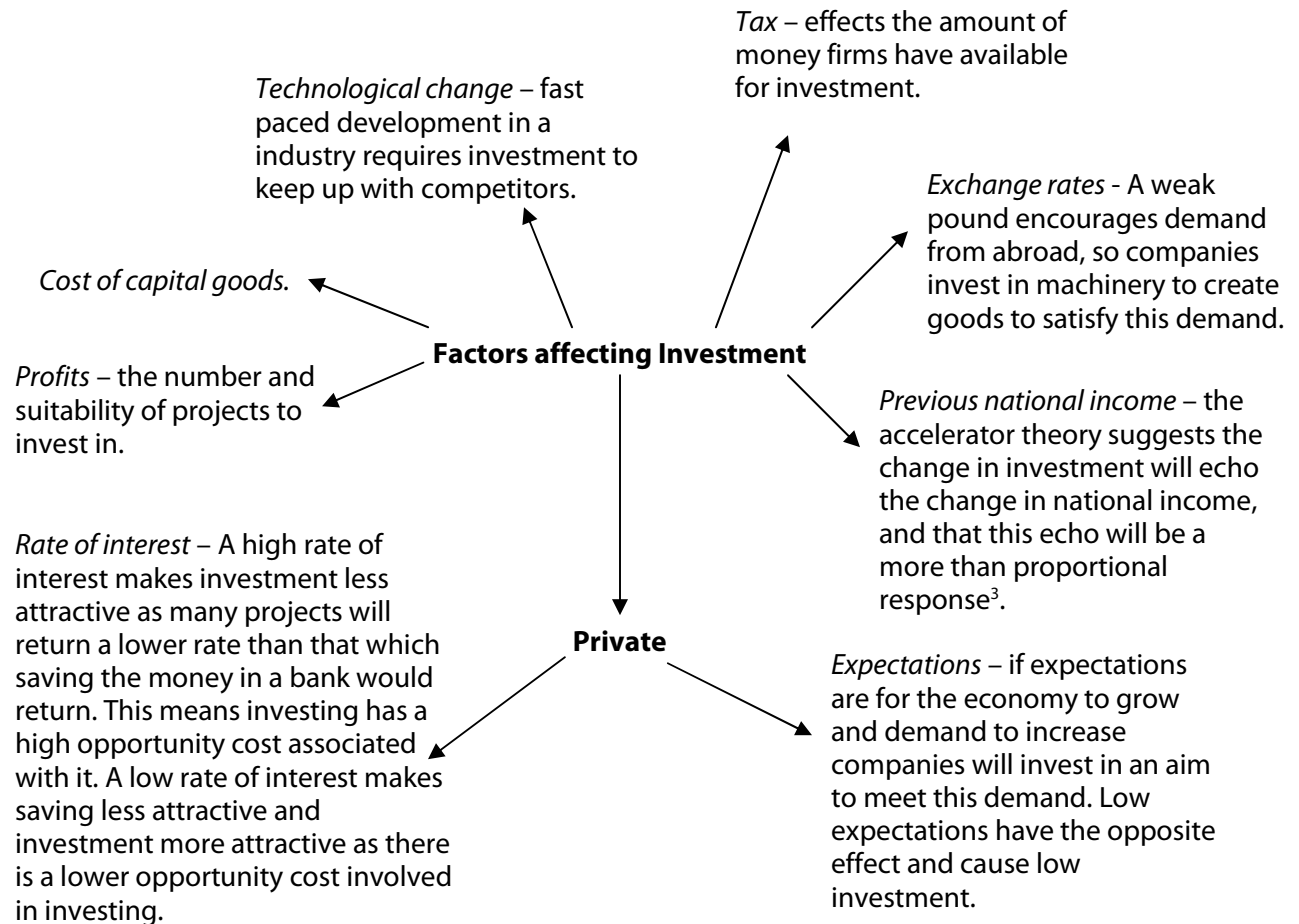 Tax – effects the amount of
money firms have available
for investment.
Technological change – fast
paced development in a
industry requires investment to
keep up with competitors.
Exchange rates - A weak
pound encourages demand
from abroad, so companies
invest in machinery to create
goods to satisfy this demand.
Cost of capital goods.
Factors affecting Investment
Profits – the number and
suitability of projects to
invest in.
Previous national income – the
accelerator theory suggests the
change in investment will echo
the change in national income,
and that this echo will be a
more than proportional
response³.
Rate of interest – A high rate of
interest makes investment less
attractive as many projects will
return a lower rate than that which
saving the money in a bank would
return. This means investing has a
high opportunity cost associated
with it. A low rate of interest makes
saving less attractive and
investment more attractive as there
is a lower opportunity cost involved
in investing.
Private
Expectations – if expectations
are for the economy to grow
and demand to increase
companies will invest in an aim
to meet this demand. Low
expectations have the opposite
effect and cause low
investment.